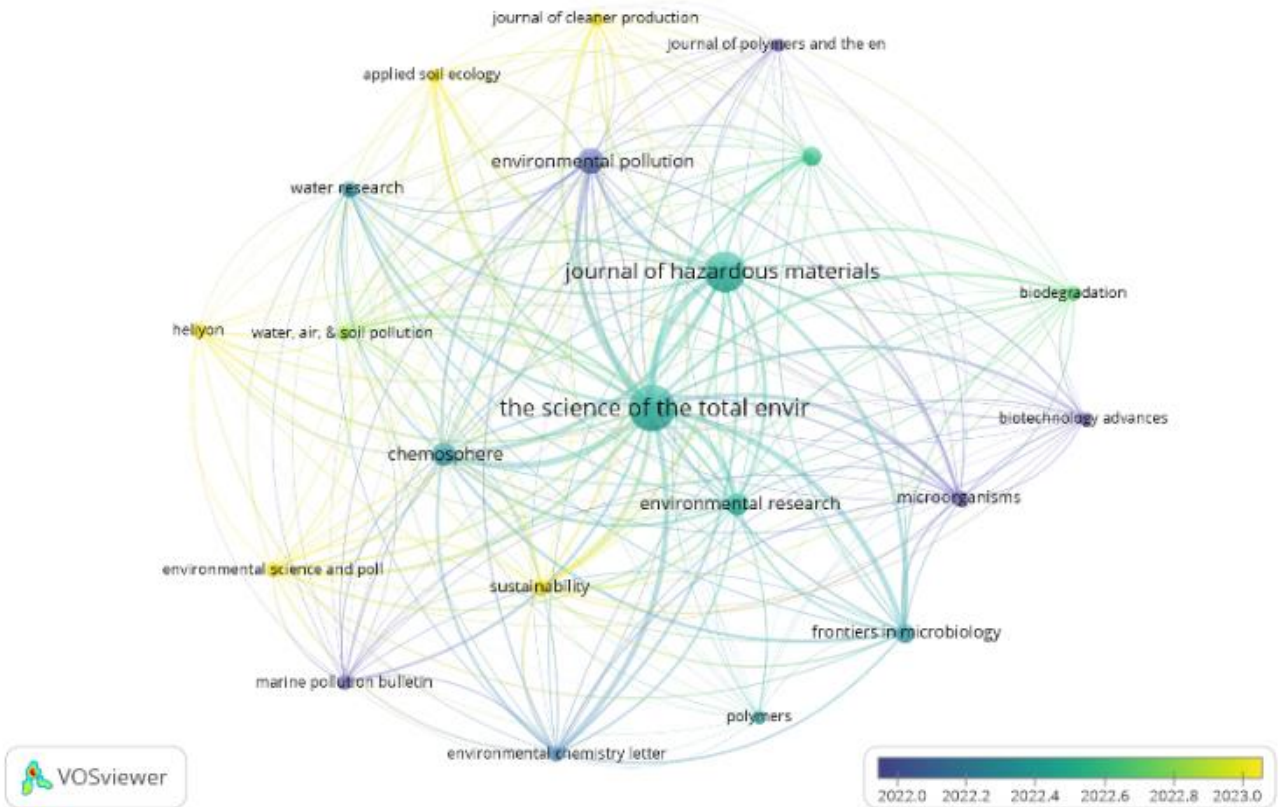 journal of cleaner production
journal of polymers and the en
applied soil ecology
environmental pollution
water research
journal of hazardous materials
biodegradation
heliyon
water, air, & soil pollution
the science of the total envir
biotechnology advances
chemosphere
microorganisms
environmental research
environmental science and poll
sustainability
frontiers in microbiology
marine pollution bulletin
polymers
environmental chemistry letter
VOSviewer
2022.0 2022.2 2022.4 2022.6 2022.8 2023.0